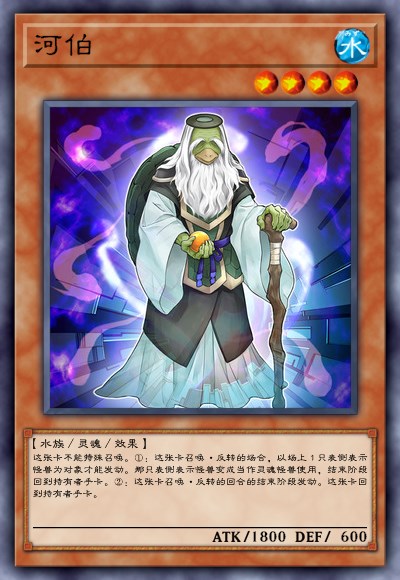 河伯
水
【水族／灵魂／效果】
这张卡不能特殊召唤。①：这张卡召唤·反转的场合，以场上1只表侧表示
怪兽为对象才能发动。那只表侧表示怪兽变成当作灵魂怪兽使用，结束阶段
回到持有者手卡。②：这张卡召唤·反转的回合的结束阶段发动。这张卡回
到持有者手卡。
ATK/1800 DEF/ 600